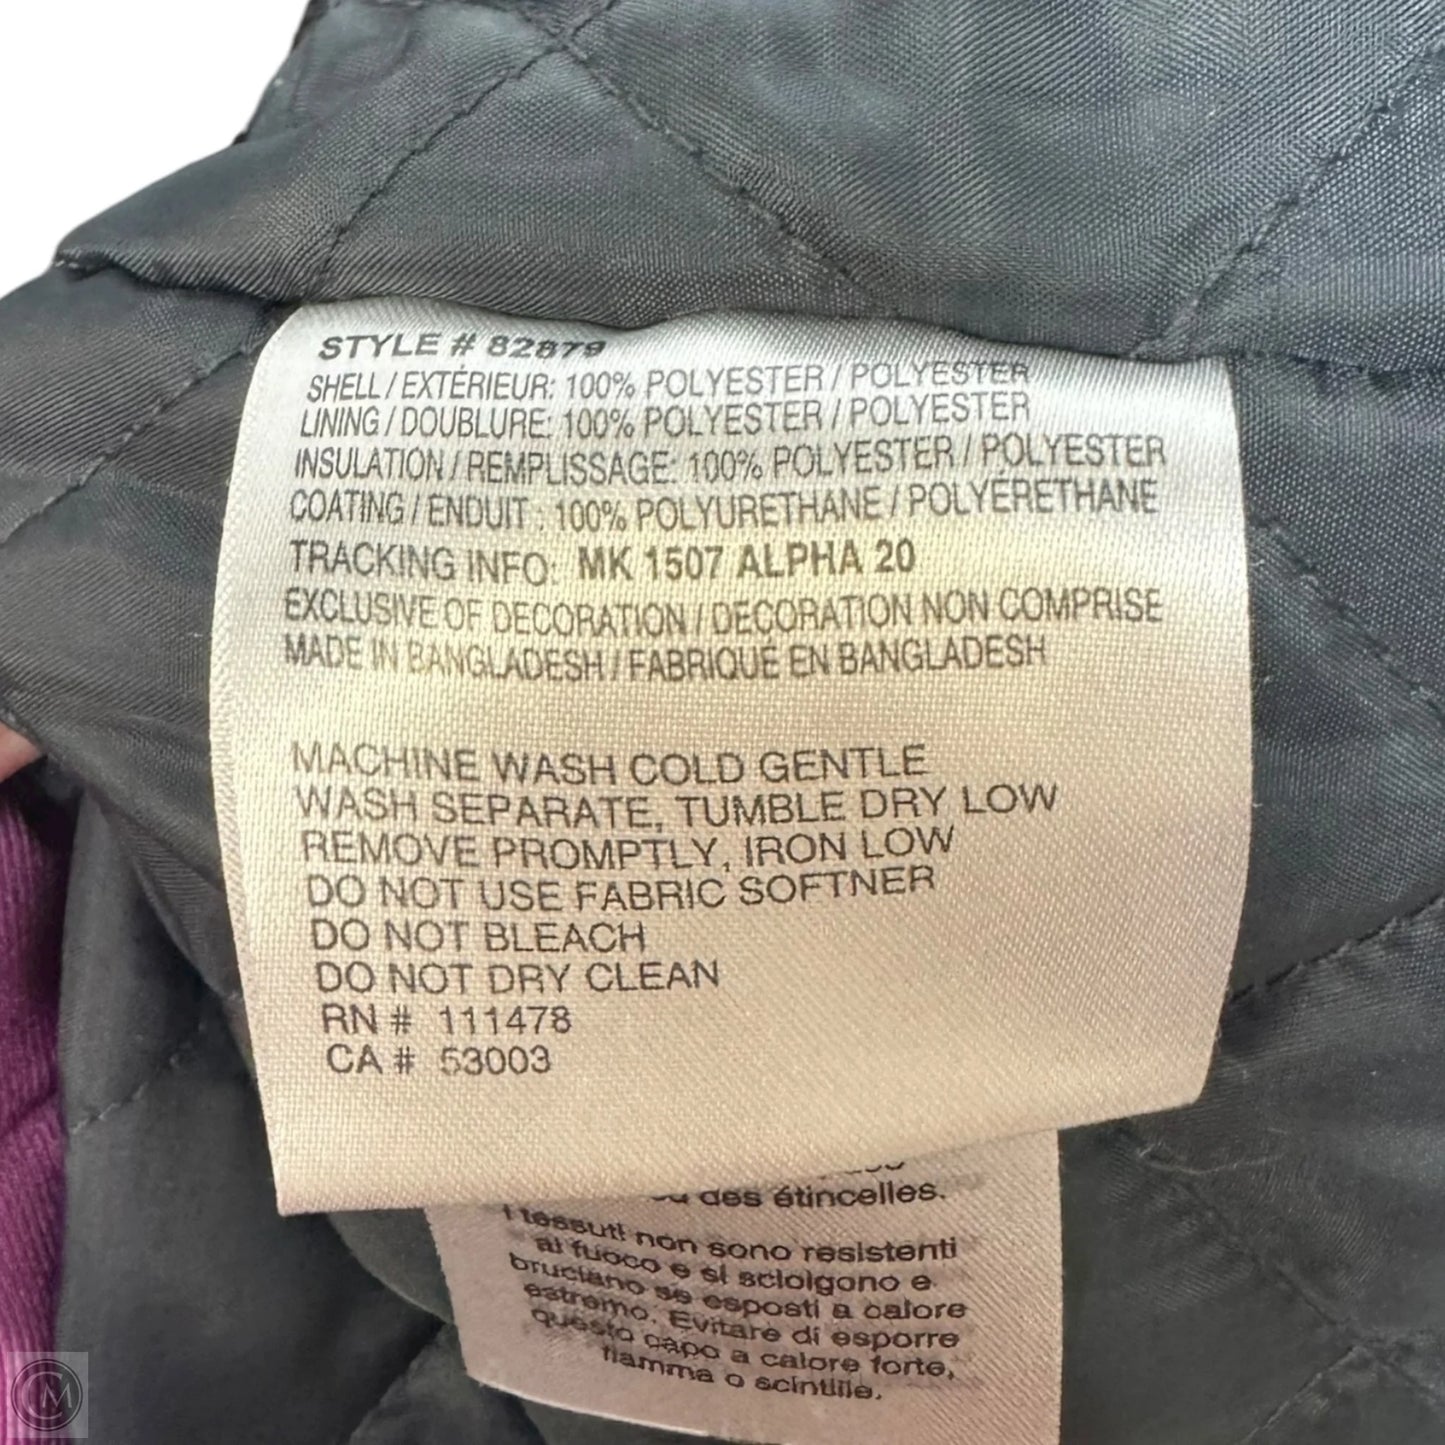 STYLE # 82879
SHELL / EXTÉRIEUR: 100% POLYESTER / POLYESTER
LINING / DOUBLURE: 100% POLYESTER / POLYESTER
INSULATION / REMPLISSAGE: 100% POLYESTER / POLYESTER
COATING / ENDUIT : 100% POLYURETHANE / POLYÉRETHANE
TRACKING INFO: MK 1507 ALPHA 20
EXCLUSIVE OF DECORATION / DECORATION NON COMPRISE
MADE IN BANGLADESH / FABRIQUÉ EN BANGLADESH
MACHINE WASH COLD GENTLE
WASH SEPARATE, TUMBLE DRY LOW
REMOVE PROMPTLY, IRON LOW
DO NOT USE FABRIC SOFTNER
DO NOT BLEACH
DO NOT DRY CLEAN
RN # 111478
CA # 53003
des étincelles.
I tessuti non sono resistenti
al fuoco e si sciolgono e
bruciano se esposti a calore
estremo. Evitare di esporre
questo capo a calore forte,
fiamma o scintille.
CM